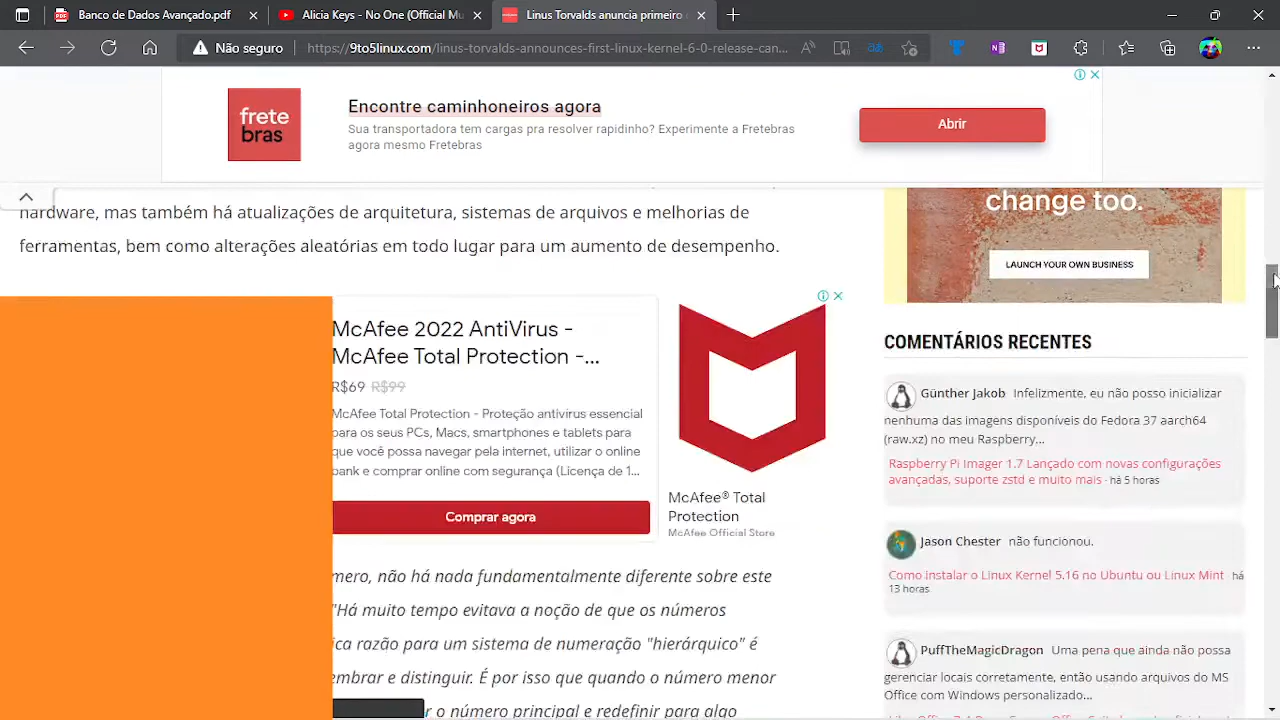 Banco de Dados Avançado.pdf
Alicia Keys - No One (Official Mu
Linus Torvalds anuncia primeiro
Não seguro
https://9to5linux.com/linus-torvalds-announces-first-linux-kernel-6-0-release-can...
frete
bras
Encontre caminhoneiros agora
Sua transportadora tem cargas pra resolver rapidinho? Experimente a Fretebras
agora mesmo Fretebras
Abrir
hardware, mas também há atualizações de arquitetura, sistemas de arquivos e melhorias de
ferramentas, bem como alterações aleatórias em todo lugar para um aumento de desempenho.
McAfee 2022 AntiVirus -
McAfee Total Protection -...
R$69 R$99
McAfee Total Protection - Proteção antivirus essencial
para os seus PCs, Macs, smartphones e tablets para
que você possa navegar pela internet, utilizar o online
bank e comprar online com segurança (Licença de 1...
Comprar agora
McAfee® Total
Protection
McAfee Official Store
mero, não há nada fundamentalmente diferente sobre este
"Há muito tempo evitava a noção de que os números
ica razão para um sistema de numeração "hierárquico" é
embrar e distinguir. É por isso que quando o número menor
r o número principal e redefinir para algo
change too.
LAUNCH YOUR OWN BUSINESS
COMENTÁRIOS RECENTES
Günther Jakob Infelizmente, eu não posso inicializar
nenhuma das imagens disponíveis do Fedora 37 aarch64
(raw.xz) no meu Raspberry...
Raspberry Pi Imager 1.7 Lançado com novas configurações
avançadas, suporte zstd e muito mais - há 5 horas
Jason Chester não funcionou.
Como instalar o Linux Kernel 5.16 no Ubuntu ou Linux Mint - há
13 horas
PuffTheMagicDragon Uma pena que ainda não possa
gerenciar locais corretamente, então usando arquivos do MS
Office com Windows personalizado...